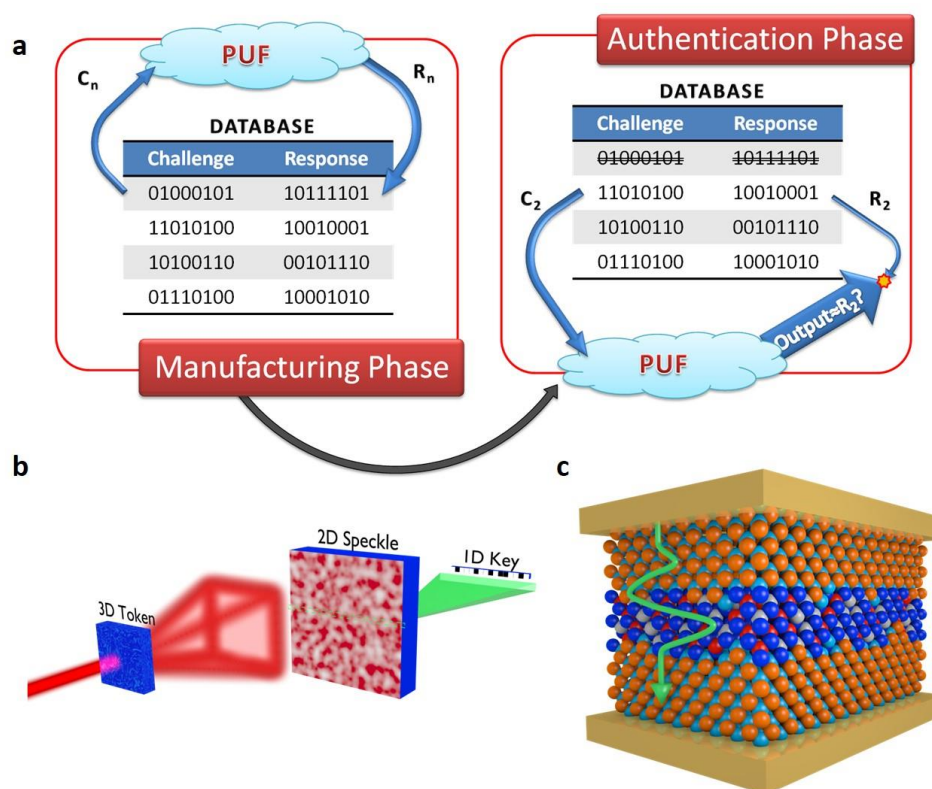 a
PUF
Cn
Rn
DATABASE
Challenge Response
01000101 10111101
11010100 10010001
10100110 00101110
01110100 10001010
Manufacturing Phase
Authentication Phase
DATABASE
Challenge Response
01000101 10111101
11010100 10010001
10100110 00101110
01110100 10001010
C2
R2
Output≈R2?
PUF
b
3D Token
2D Speckle
1D Key
c